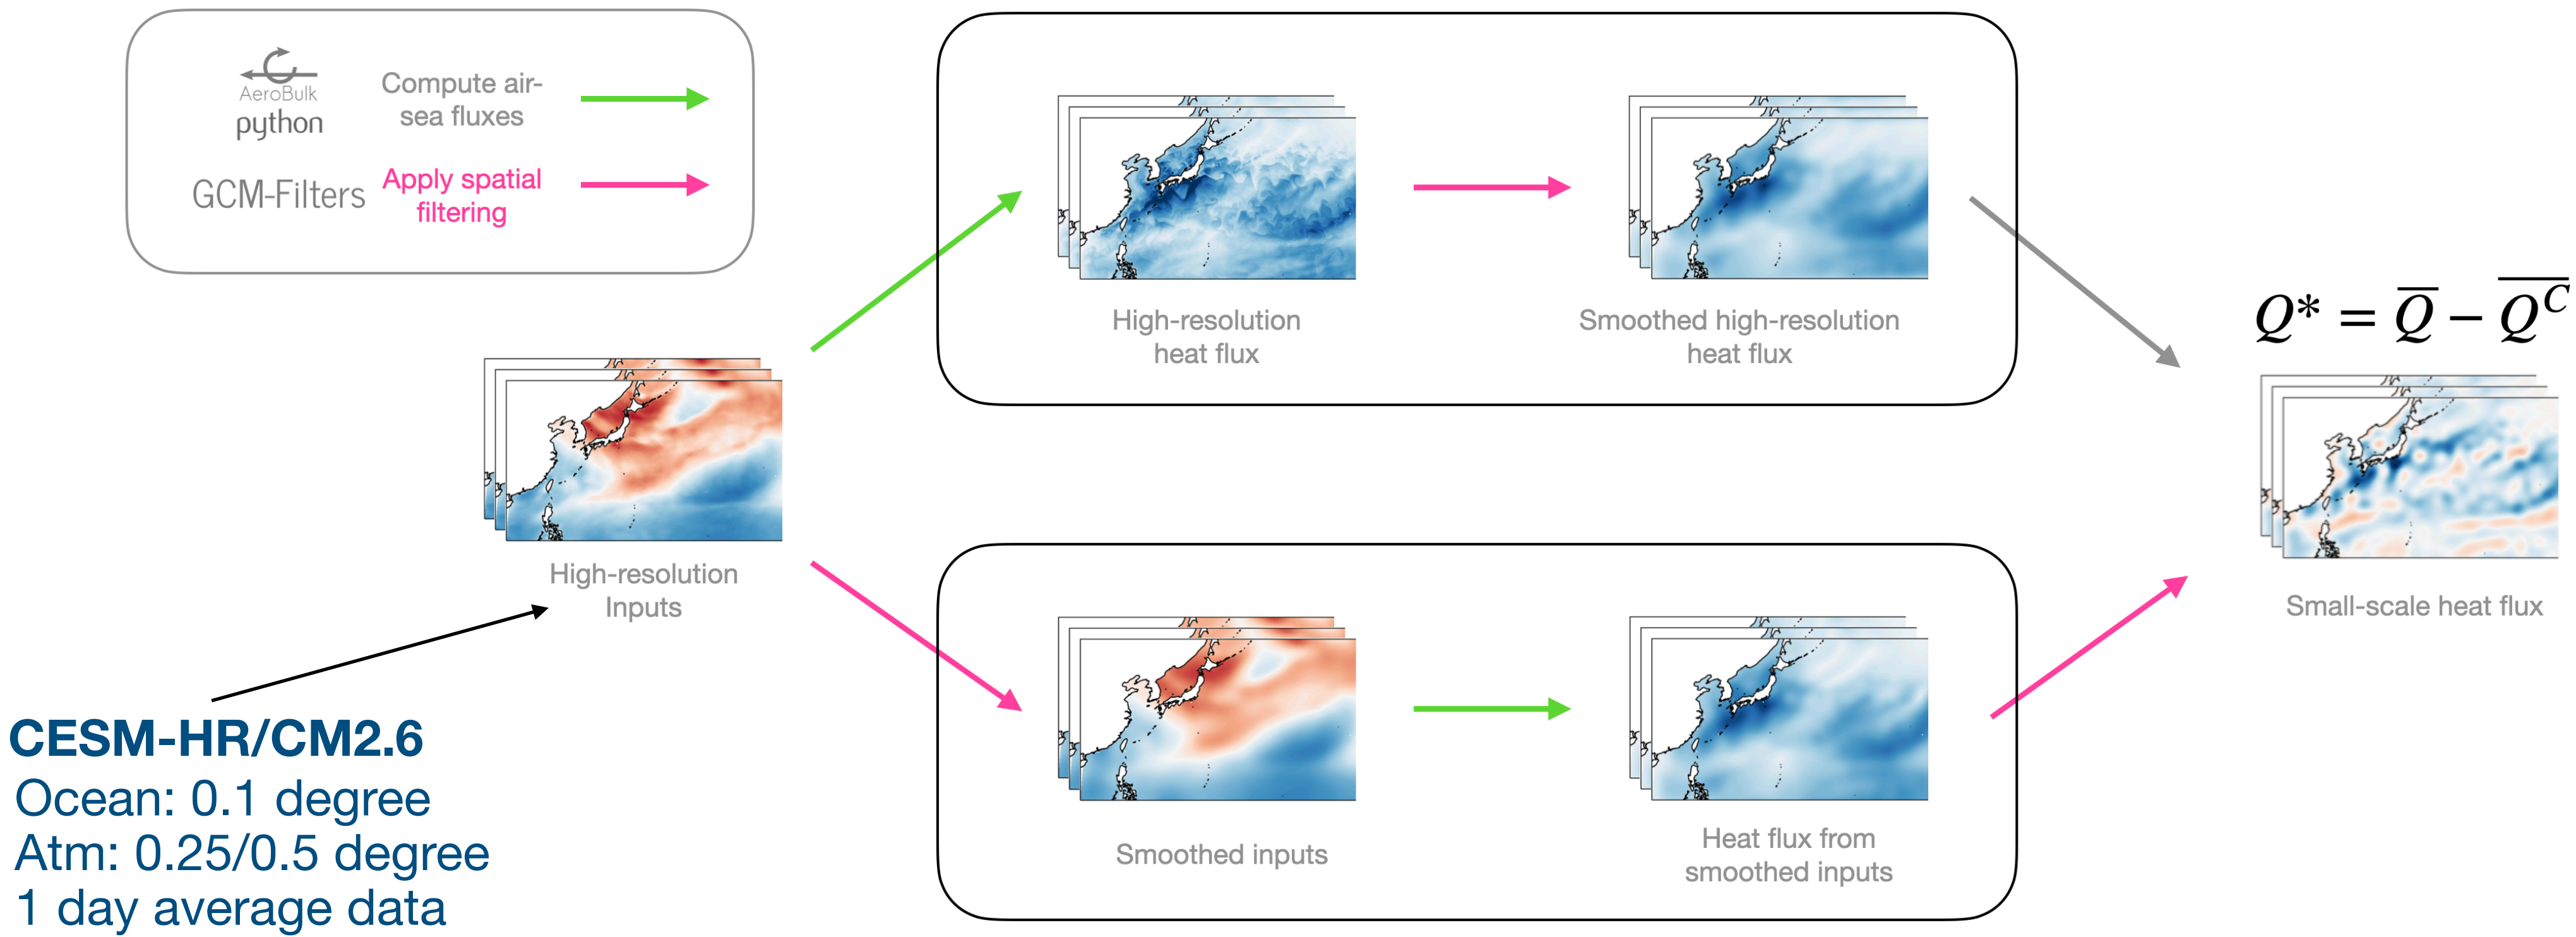 AeroBulk
python
Compute air-
sea fluxes
GCM-Filters
Apply spatial
filtering
High-resolution
heat flux
Smoothed high-resolution
heat flux
Q* = Q̅ − \overline{Q^C}
High-resolution
Inputs
Small-scale heat flux
CESM-HR/CM2.6
Ocean: 0.1 degree
Atm: 0.25/0.5 degree
1 day average data
Smoothed inputs
Heat flux from
smoothed inputs